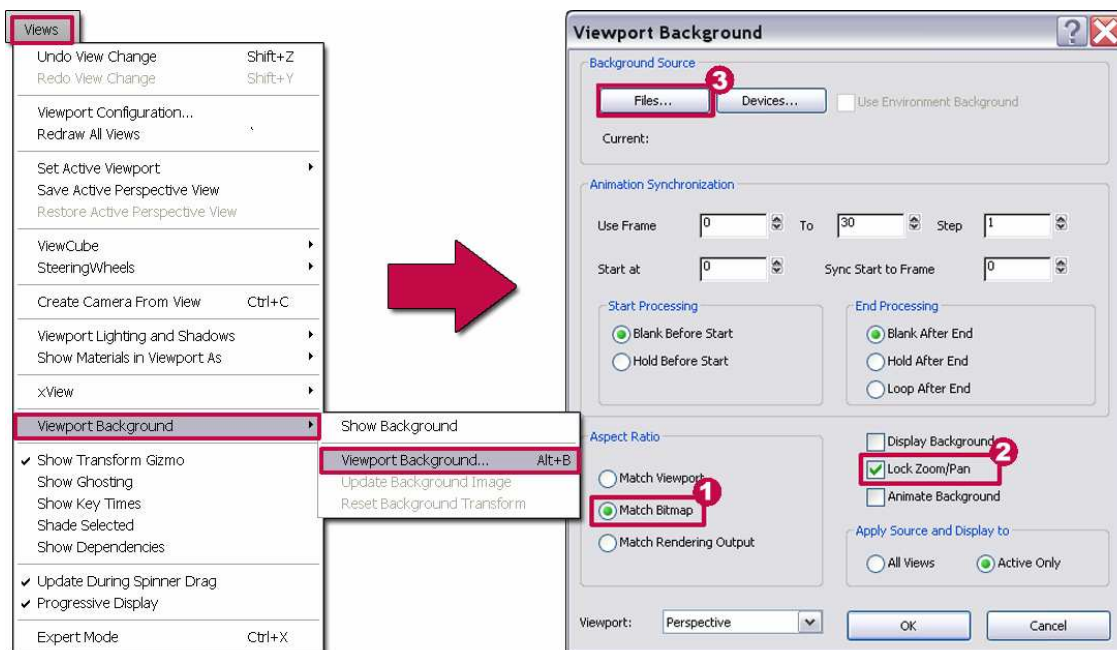 Views
Undo View Change Shift+Z
Redo View Change Shift+Y
Viewport Configuration...
Redraw All Views
Set Active Viewport
Save Active Perspective View
Restore Active Perspective View
ViewCube
SteeringWheels
Create Camera From View Ctrl+C
Viewport Lighting and Shadows
Show Materials in Viewport As
xView
Viewport Background
Show Transform Gizmo
Show Ghosting
Show Key Times
Shade Selected
Show Dependencies
Update During Spinner Drag
Progressive Display
Expert Mode Ctrl+X
Show Background
Viewport Background... Alt+B
Update Background Image
Reset Background Transform
Viewport Background
Background Source
3
Files... Devices... Use Environment Background
Current:
Animation Synchronization
Use Frame 0 To 30 Step 1
Start at 0 Sync Start to Frame 0
Start Processing
Blank Before Start
Hold Before Start
End Processing
Blank After End
Hold After End
Loop After End
Aspect Ratio
Match Viewport
1
Match Bitmap
Match Rendering Output
Display Background
2
Lock Zoom/Pan
Animate Background
Apply Source and Display to
All Views Active Only
Viewport: Perspective OK Cancel